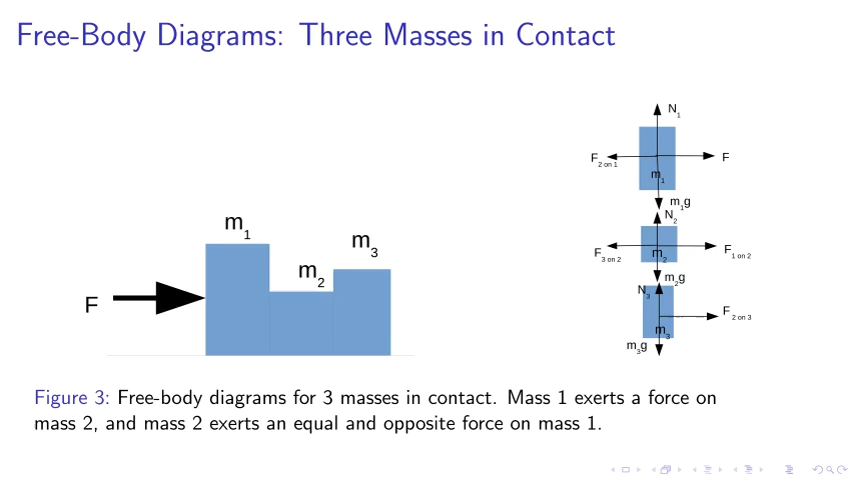 Free-Body Diagrams: Three Masses in Contact
N1
F2 on 1
F
m1
m1g
N2
m1
m2
m3
F3 on 2
m2
F1 on 2
m2g
N3
F
F2 on 3
m3
m3g
Figure 3: Free-body diagrams for 3 masses in contact. Mass 1 exerts a force on
mass 2, and mass 2 exerts an equal and opposite force on mass 1.